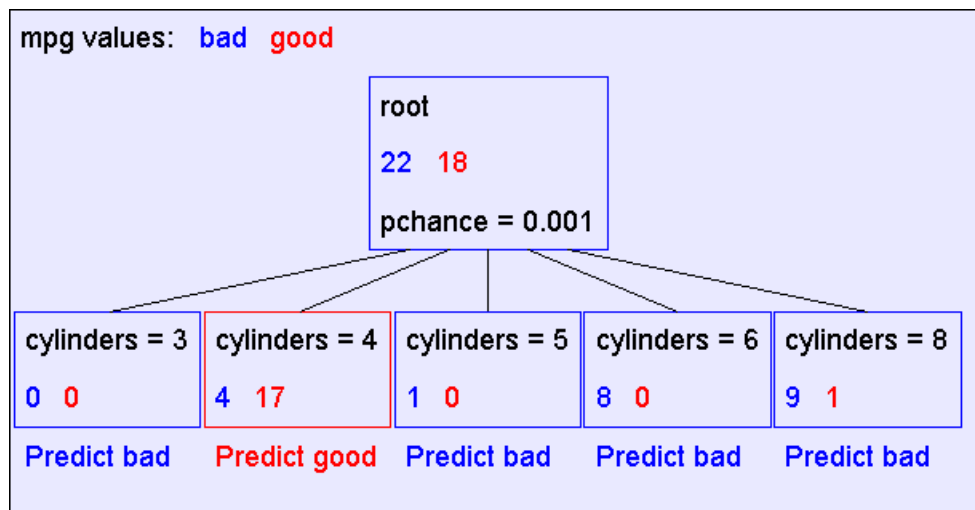 mpg values: bad good
root
22 18
pchance = 0.001
cylinders = 3 cylinders = 4 cylinders = 5 cylinders = 6 cylinders = 8
0 0 4 17 1 0 8 0 9 1
Predict bad Predict good Predict bad Predict bad Predict bad